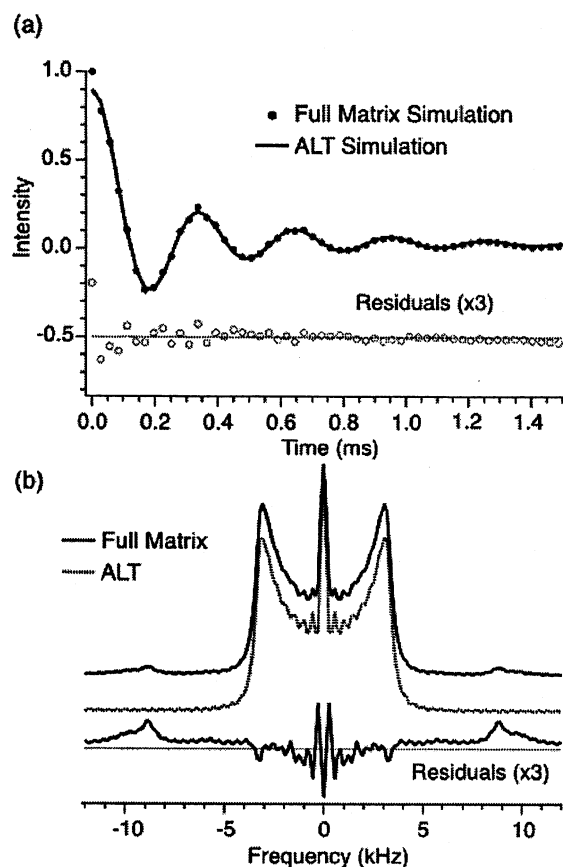 (a)
1.0
0.5
0.0
-0.5
Intensity
Full Matrix Simulation
ALT Simulation
Residuals (x3)
0.0 0.2 0.4 0.6 0.8 1.0 1.2 1.4
Time (ms)
(b)
Full Matrix
ALT
Residuals (x3)
-10 -5 0 5 10
Frequency (kHz)